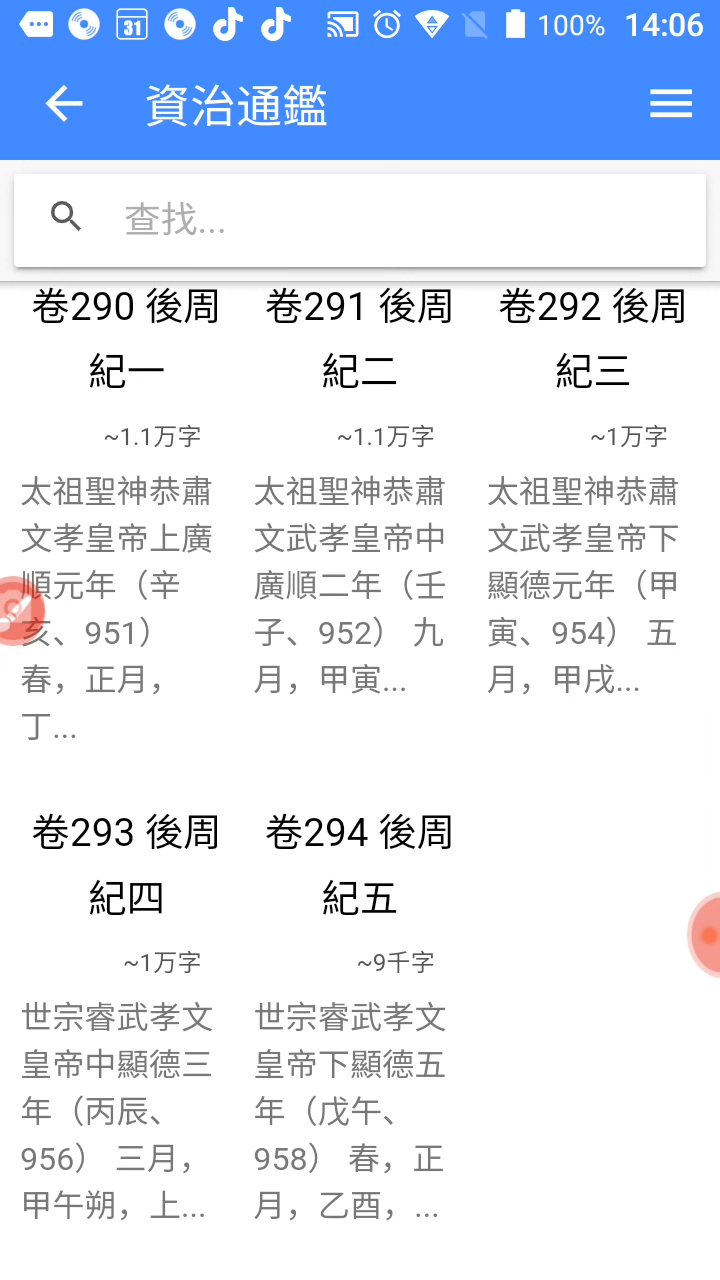 31 100% 14:06
資治通鑑
查找...
卷290 後周
紀一
~1.1万字
太祖聖神恭肅
文孝皇帝上廣
順元年（辛
亥、951）
春，正月，
丁...
卷291 後周
紀二
~1.1万字
太祖聖神恭肅
文武孝皇帝中
廣順二年（壬
子、952） 九
月，甲寅...
卷292 後周
紀三
~1万字
太祖聖神恭肅
文武孝皇帝下
顯德元年（甲
寅、954） 五
月，甲戌...
卷293 後周
紀四
~1万字
世宗睿武孝文
皇帝中顯德三
年（丙辰、
956） 三月，
甲午朔，上...
卷294 後周
紀五
~9千字
世宗睿武孝文
皇帝下顯德五
年（戊午、
958） 春，正
月，乙酉，...